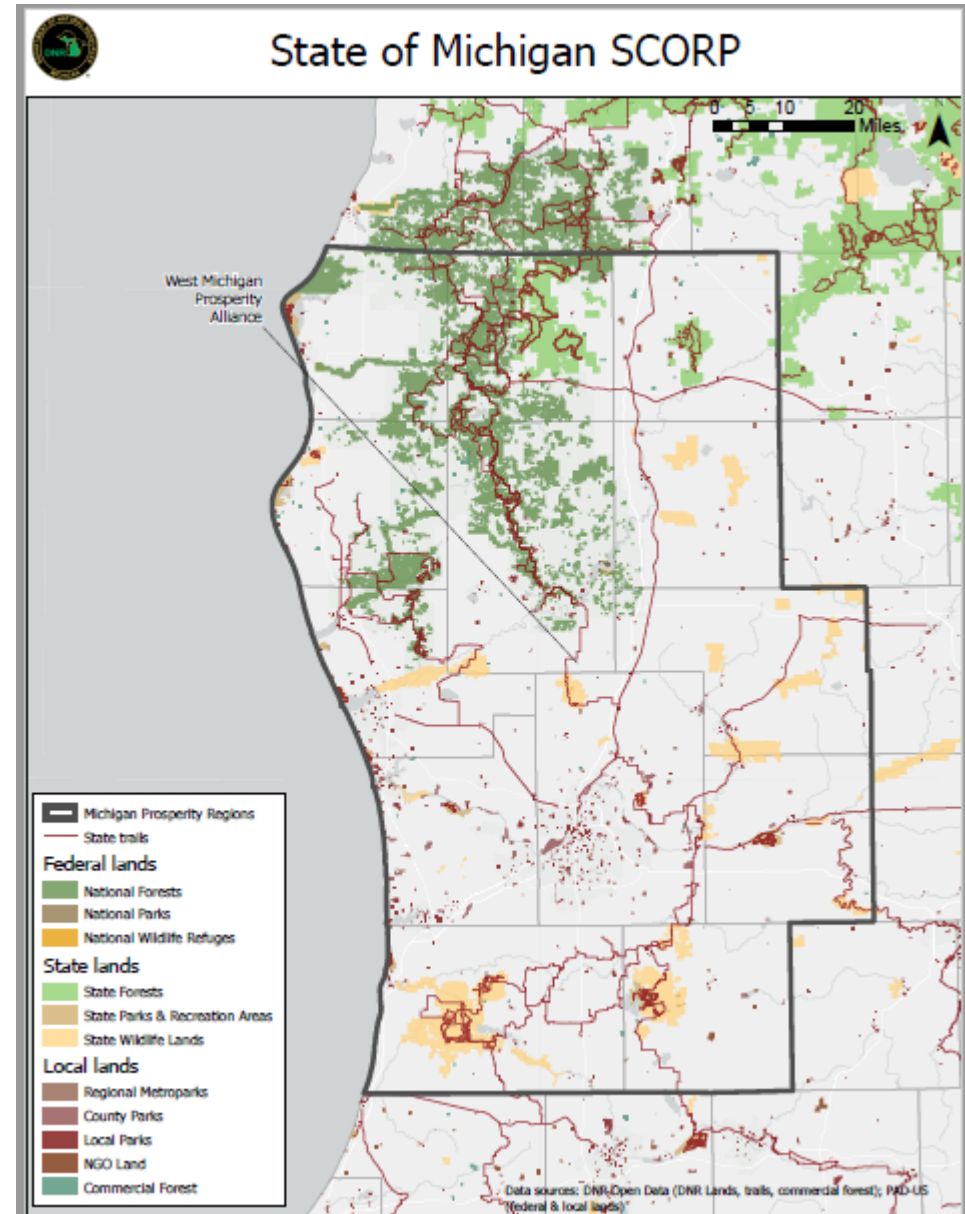 State of Michigan SCORP
DNR
0 5 10 20
Miles
West Michigan
Prosperity
Alliance
Michigan Prosperity Regions
State trails
Federal lands
National Forests
National Parks
National Wildlife Refuges
State lands
State Forests
State Parks & Recreation Areas
State Wildlife Lands
Local lands
Regional Metroparks
County Parks
Local Parks
NGO Land
Commercial Forest
Data sources: DNR Open Data (DNR Lands, trails, commercial forest); PAD-US
(federal & local lands)